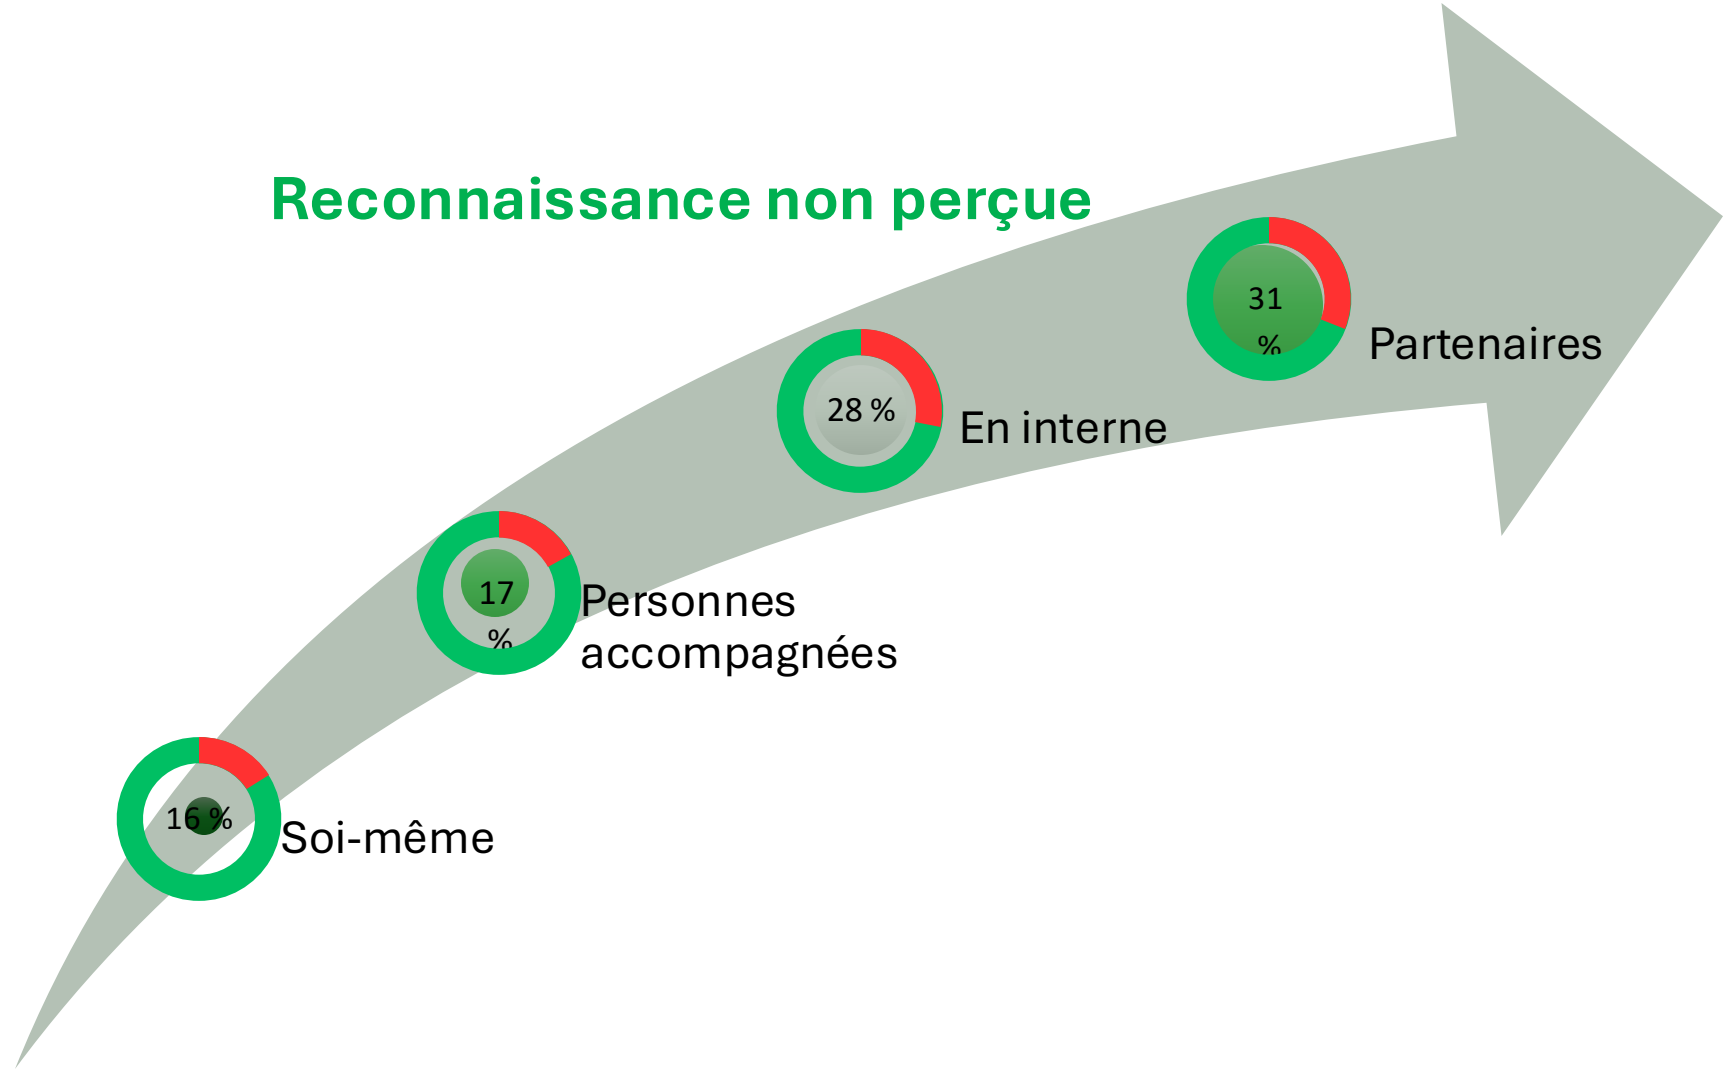 Reconnaissance non perçue
31
%
Partenaires
28 %
En interne
17
%
Personnes
accompagnées
16 %
Soi-même